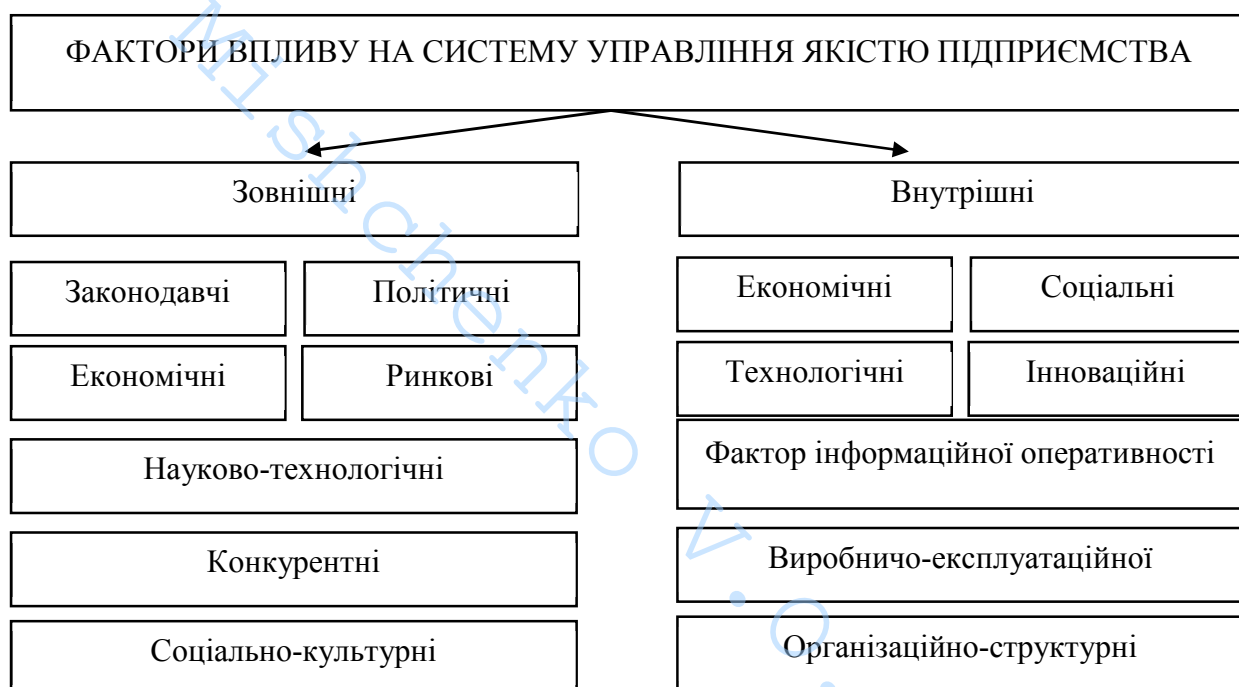 ФАКТОРИ ВПЛИВУ НА СИСТЕМУ УПРАВЛІННЯ ЯКІСТЮ ПІДПРИЄМСТВА
Зовнішні
Внутрішні
Законодавчі
Політичні
Економічні
Соціальні
Економічні
Ринкові
Технологічні
Інноваційні
Науково-технологічні
Фактор інформаційної оперативності
Конкурентні
Виробничо-експлуатаційної
Соціально-культурні
Організаційно-структурні
Mishchenko V.O.